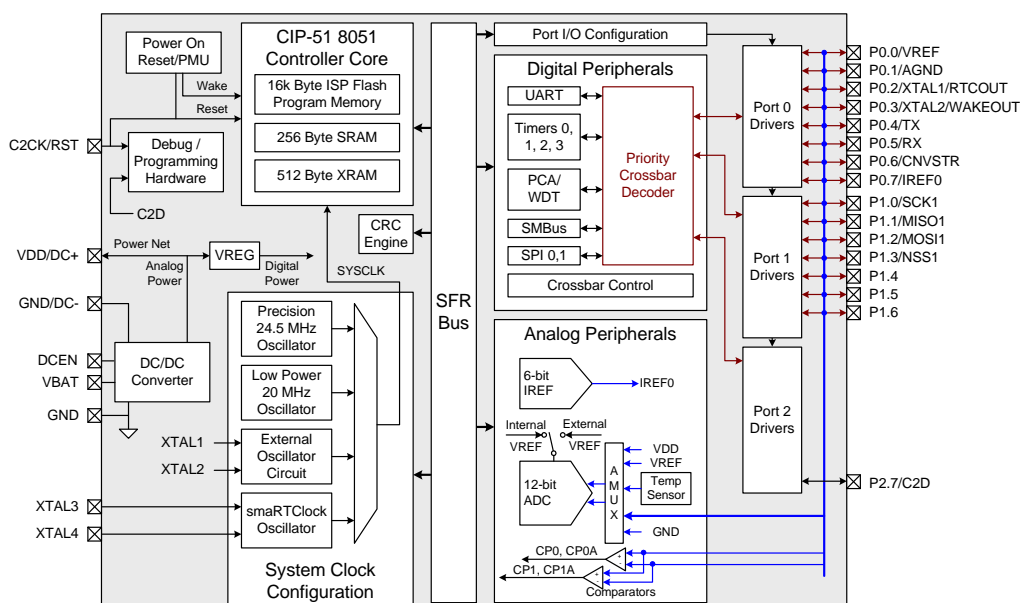 C2CK/RST
VDD/DC+
GND/DC-
DCEN
VBAT
GND
XTAL3
XTAL4
Power On
Reset/PMU
Wake
Reset
Debug /
Programming
Hardware
C2D
Power Net
Analog
Power
VREG
Digital
Power
DC/DC
Converter
XTAL1
XTAL2
CIP-51 8051
Controller Core
16k Byte ISP Flash
Program Memory
256 Byte SRAM
512 Byte XRAM
CRC
Engine
SYSCLK
Precision
24.5 MHz
Oscillator
Low Power
20 MHz
Oscillator
External
Oscillator
Circuit
smaRTClock
Oscillator
System Clock
Configuration
SFR
Bus
Port I/O Configuration
Digital Peripherals
UART
Timers 0,
1, 2, 3
PCA/
WDT
SMBus
SPI 0,1
Priority
Crossbar
Decoder
Crossbar Control
Analog Peripherals
6-bit
IREF
IREF0
Internal
VREF
External
VREF
12-bit
ADC
A
M
U
X
VDD
VREF
Temp
Sensor
GND
CP0, CP0A
+
-
CP1, CP1A
+
-
Comparators
Port 0
Drivers
Port 1
Drivers
Port 2
Drivers
P0.0/VREF
P0.1/AGND
P0.2/XTAL1/RTCOUT
P0.3/XTAL2/WAKEOUT
P0.4/TX
P0.5/RX
P0.6/CNVSTR
P0.7/IREF0
P1.0/SCK1
P1.1/MISO1
P1.2/MOSI1
P1.3/NSS1
P1.4
P1.5
P1.6
P2.7/C2D